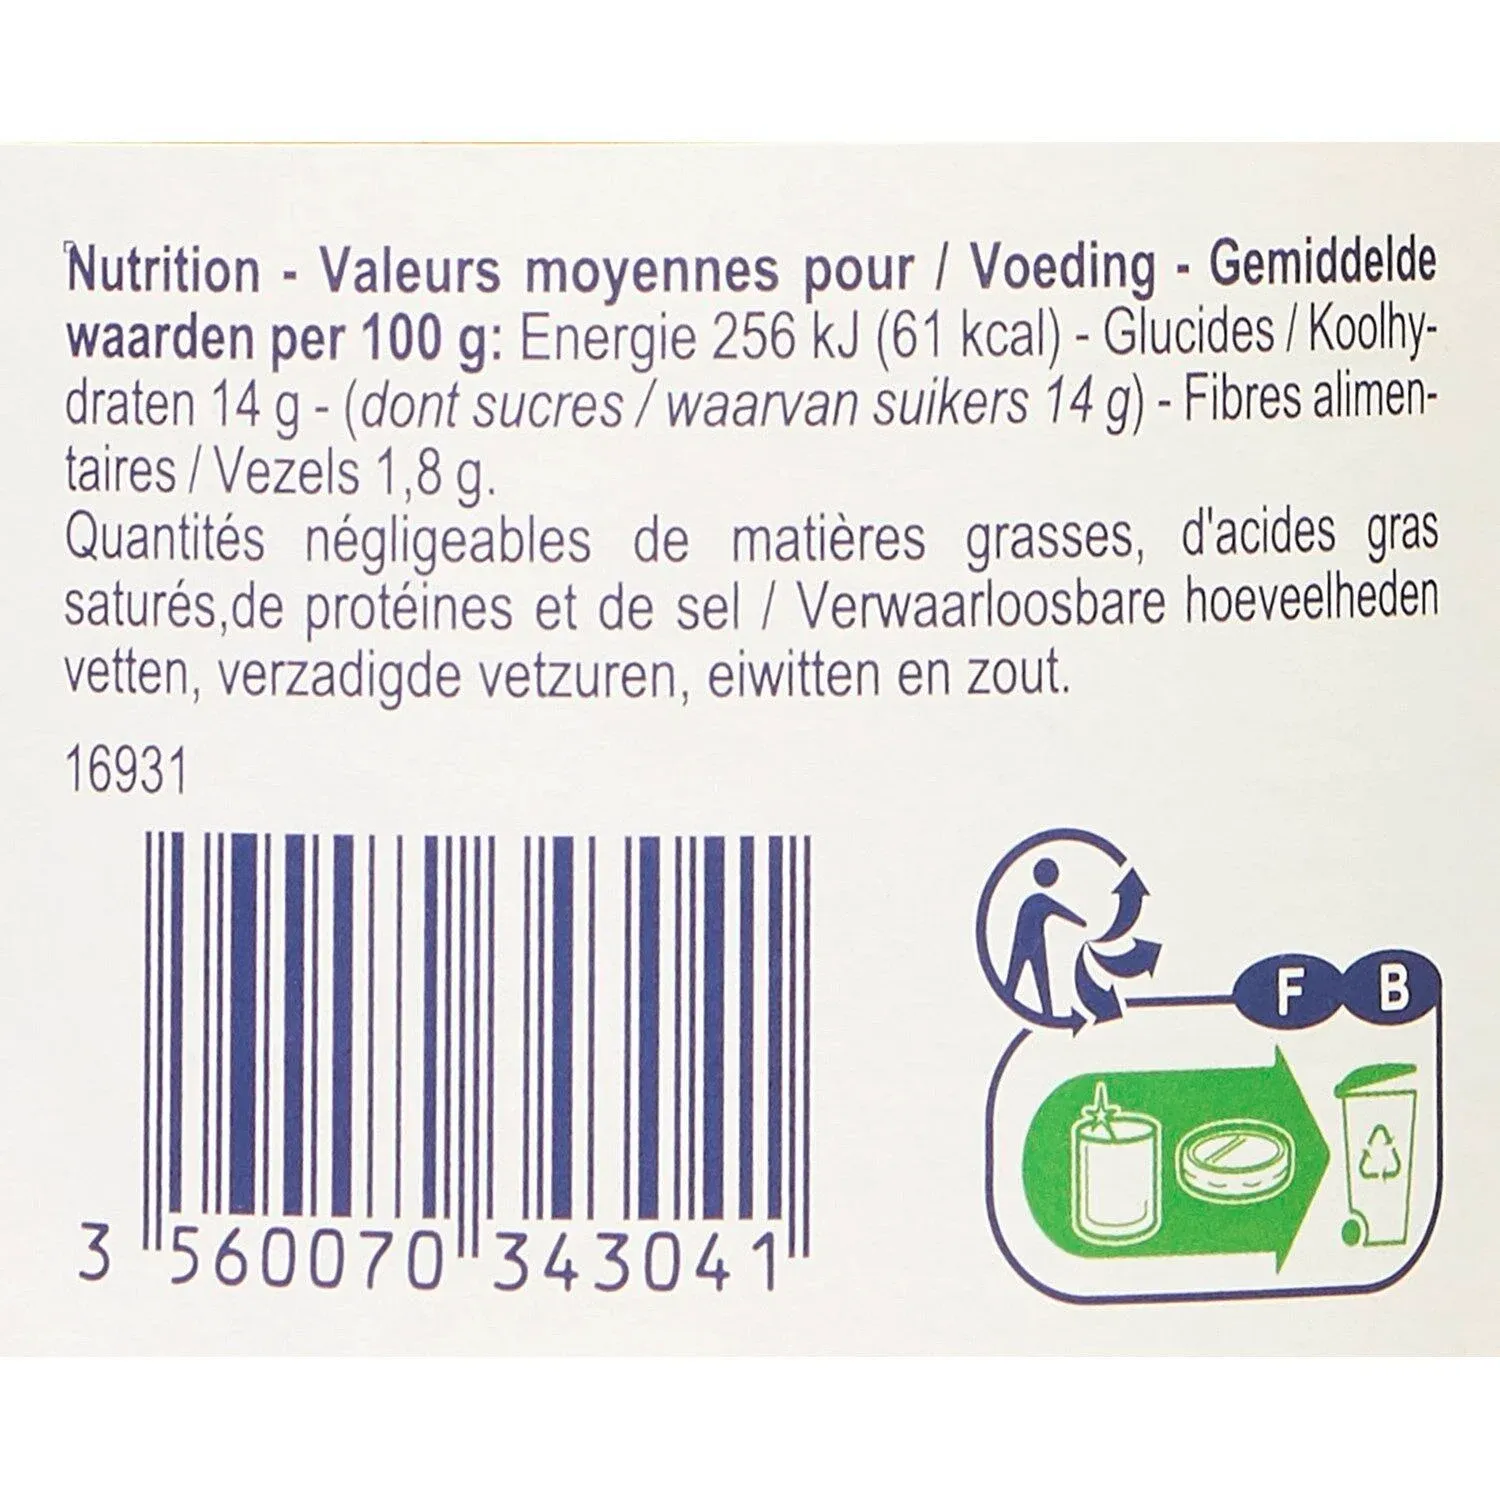 Nutrition - Valeurs moyennes pour / Voeding - Gemiddelde
waarden per 100 g: Energie 256 kJ (61 kcal) - Glucides / Koolhy-
draten 14 g - (dont sucres / waarvan suikers 14 g) - Fibres alimen-
taires / Vezels 1,8 g.
Quantités négligeables de matières grasses, d'acides gras
saturés,de protéines et de sel / Verwaarloosbare hoeveelheden
vetten, verzadigde vetzuren, eiwitten en zout.
16931
F B
3 560070 343041